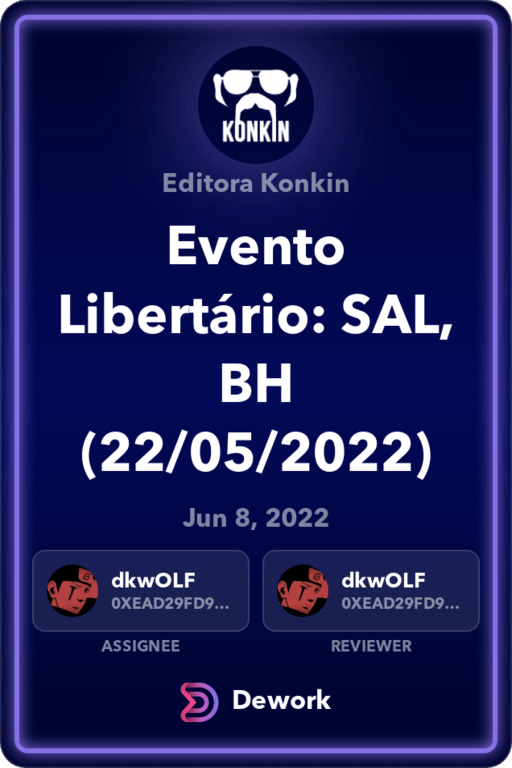 KONKIN
Editora Konkin
Evento
Libertário: SAL,
BH
(22/05/2022)
Jun 8, 2022
dkwOLF
0XEAD29FD9...
ASSIGNEE
dkwOLF
0XEAD29FD9...
REVIEWER
Dework